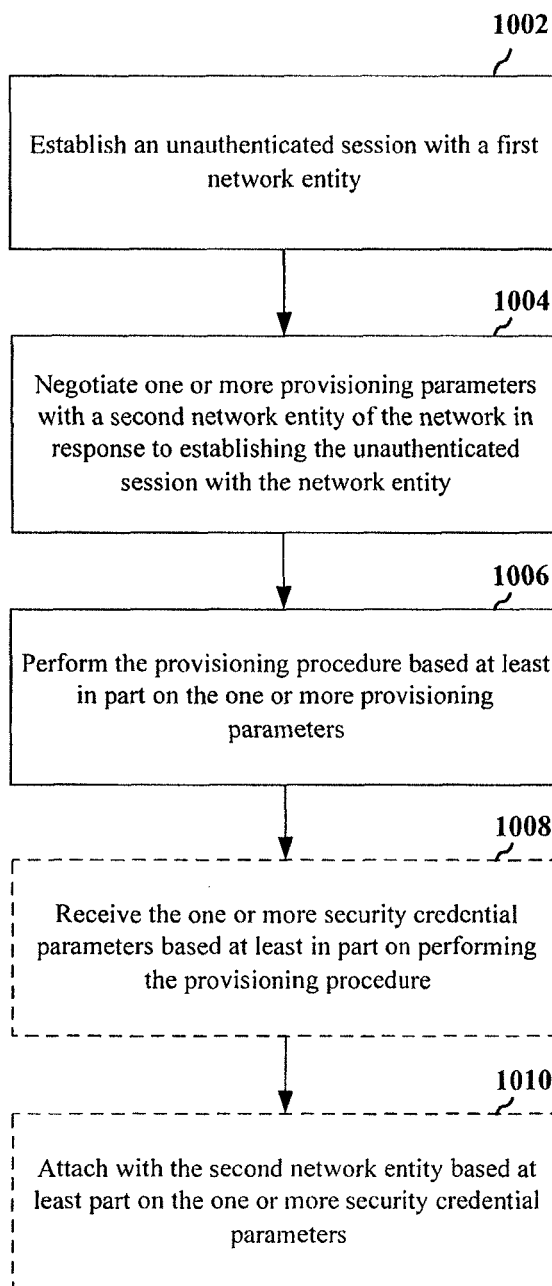 1002
Establish an unauthenticated session with a first
network entity
1004
Negotiate one or more provisioning parameters
with a second network entity of the network in
response to establishing the unauthenticated
session with the network entity
1006
Perform the provisioning procedure based at least
in part on the one or more provisioning
parameters
1008
Receive the one or more security credential
parameters based at least in part on performing
the provisioning procedure
1010
Attach with the second network entity based at
least part on the one or more security credential
parameters